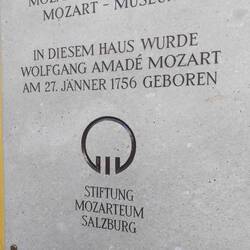 MOZART - MUSEUM
IN DIESEM HAUS WURDE
WOLFGANG AMADÉ MOZART
AM 27. JÄNNER 1756 GEBOREN
STIFTUNG
MOZARTEUM
SALZBURG